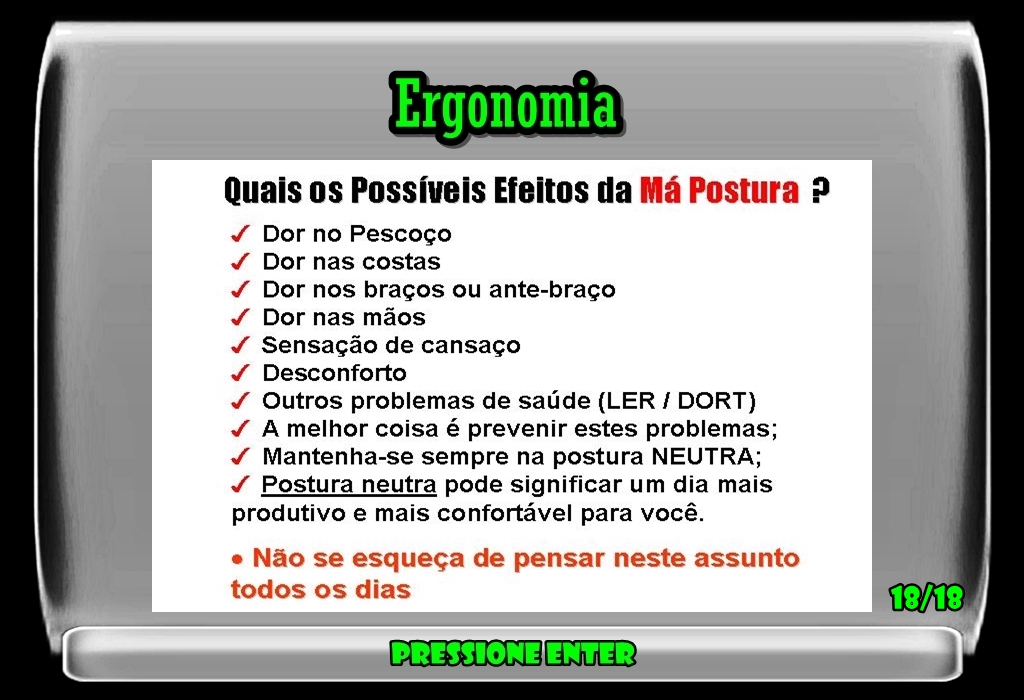 Ergonomia
Quais os Possíveis Efeitos da Má Postura ?
✓ Dor no Pescoço
✓ Dor nas costas
✓ Dor nos braços ou ante-braço
✓ Dor nas mãos
✓ Sensação de cansaço
✓ Desconforto
✓ Outros problemas de saúde (LER / DORT)
✓ A melhor coisa é prevenir estes problemas;
✓ Mantenha-se sempre na postura NEUTRA;
✓ Postura neutra pode significar um dia mais
produtivo e mais confortável para você.
• Não se esqueça de pensar neste assunto
todos os dias
18/18
PRESSIONE ENTER